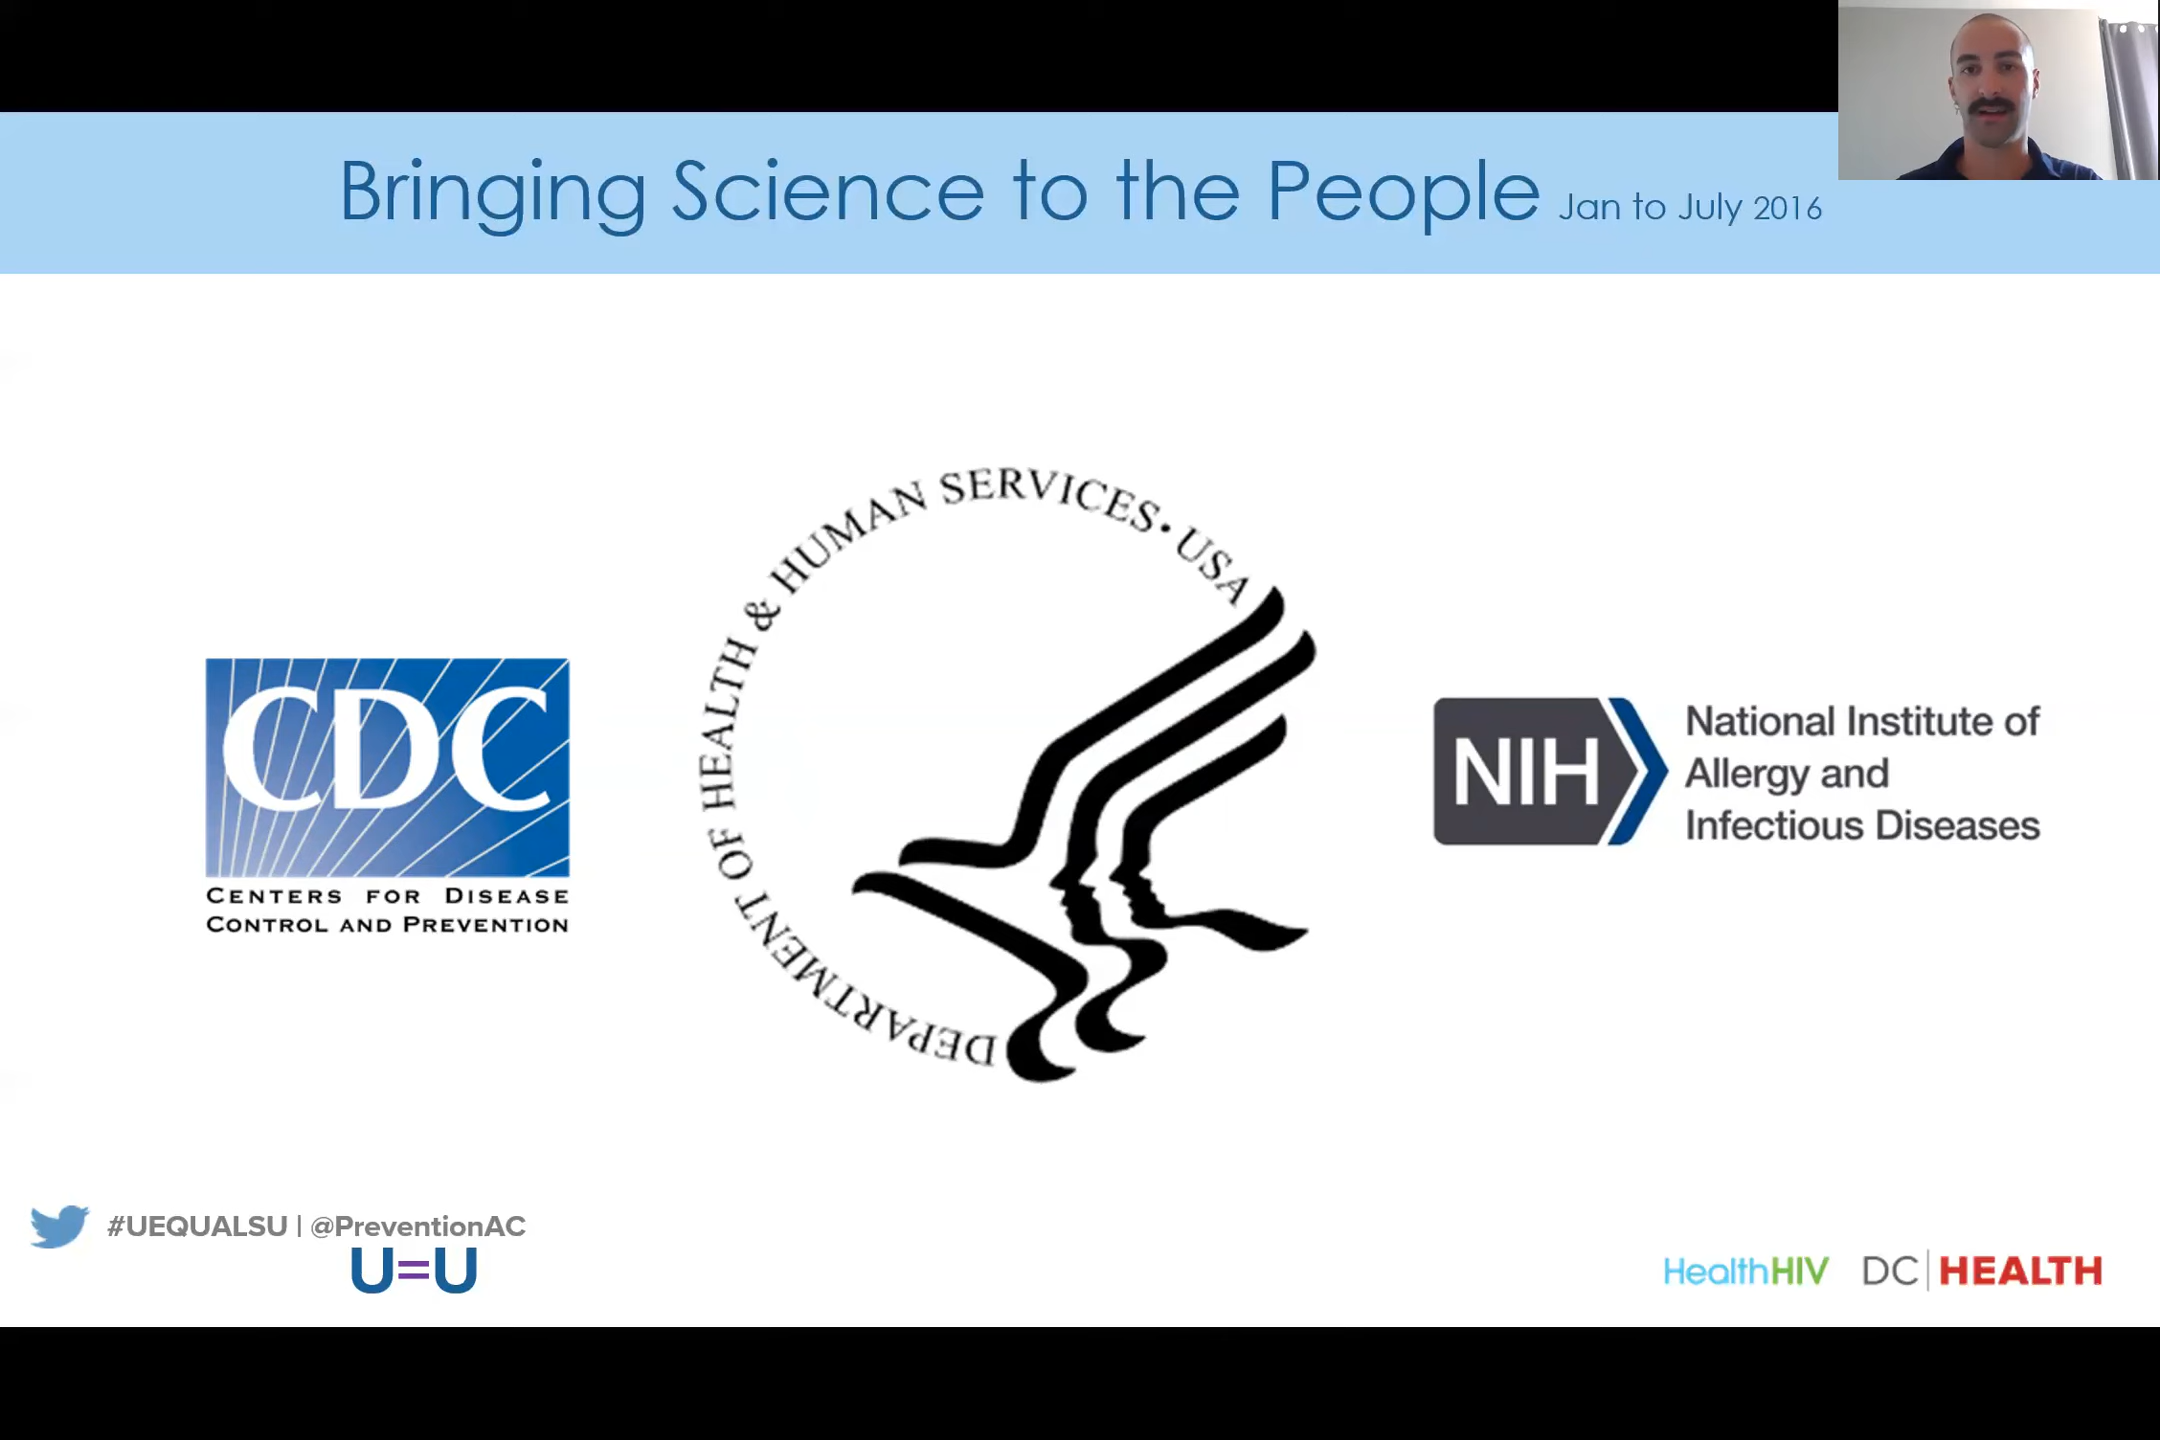 Bringing Science to the People Jan to July 2016
DEPARTMENT OF HEALTH & HUMAN SERVICES • USA
CDC
CENTERS FOR DISEASE
CONTROL AND PREVENTION
NIH
National Institute of
Allergy and
Infectious Diseases
#UEQUALSU | @PreventionAC
U=U
HealthHIV
DC | HEALTH